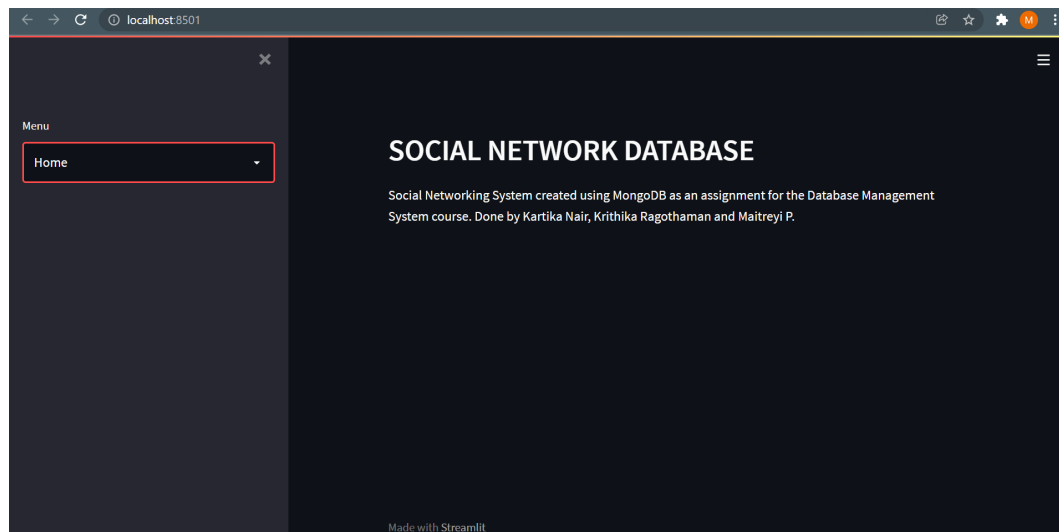 localhost:8501
M
Menu
Home
SOCIAL NETWORK DATABASE
Social Networking System created using MongoDB as an assignment for the Database Management
System course. Done by Kartika Nair, Krithika Ragothaman and Maitreyi P.
Made with Streamlit